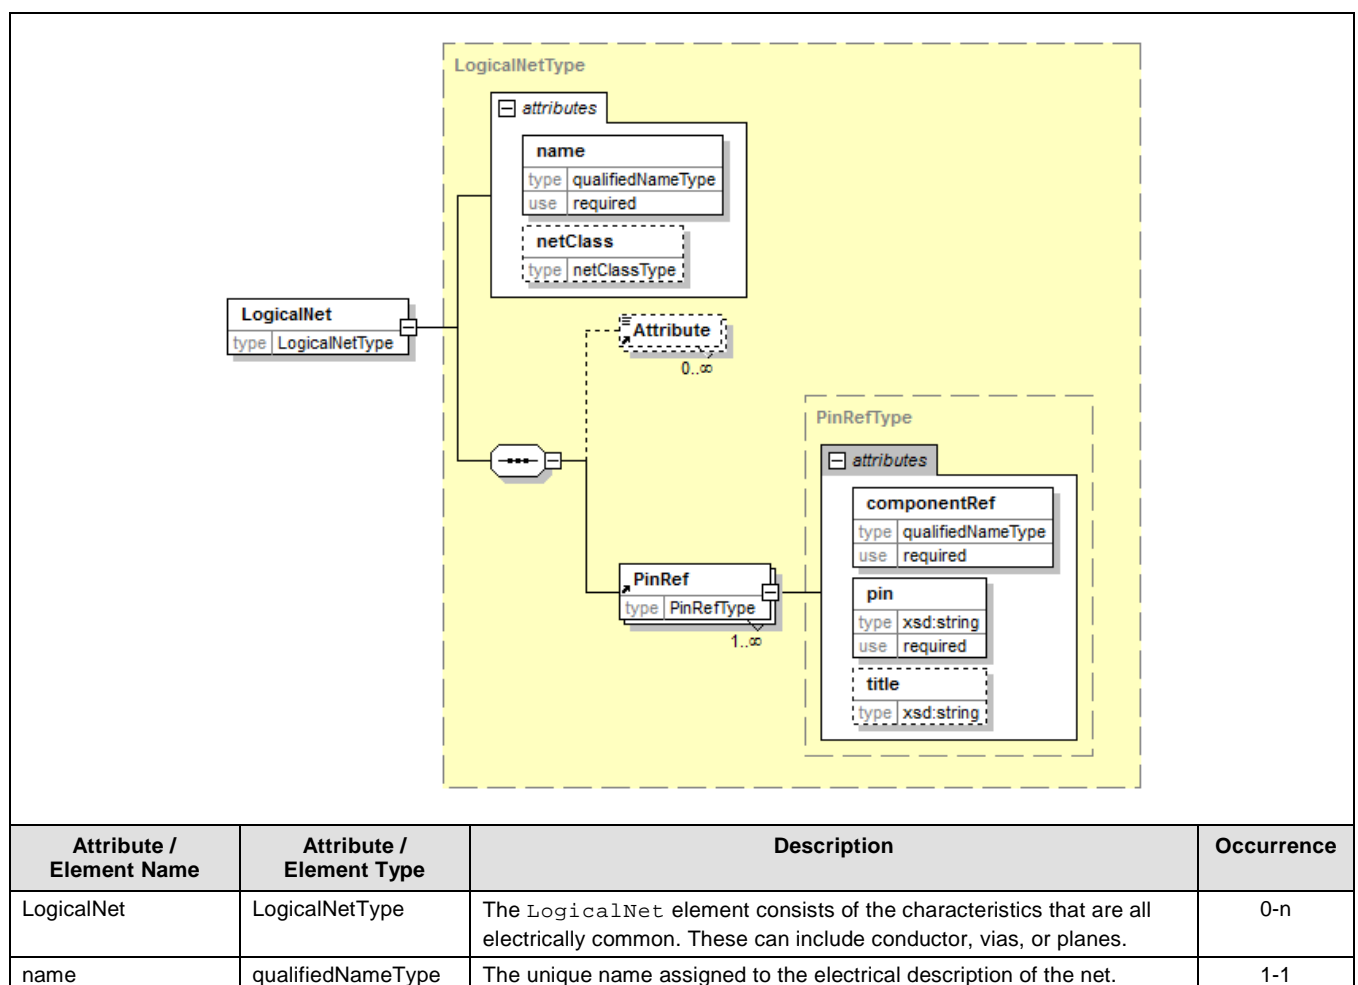 LogicalNetType
attributes
name
type qualifiedNameType
use required
netClass
type netClassType
LogicalNet
type LogicalNetType
Attribute
0..∞
PinRefType
attributes
componentRef
type qualifiedNameType
use required
PinRef
type PinRefType
1..∞
pin
type xsd:string
use required
title
type xsd:string
Attribute / Element Name
Attribute / Element Type
Description
Occurrence
LogicalNet
LogicalNetType
The LogicalNet element consists of the characteristics that are all
electrically common. These can include conductor, vias, or planes.
0-n
name
qualifiedNameType
The unique name assigned to the electrical description of the net.
1-1